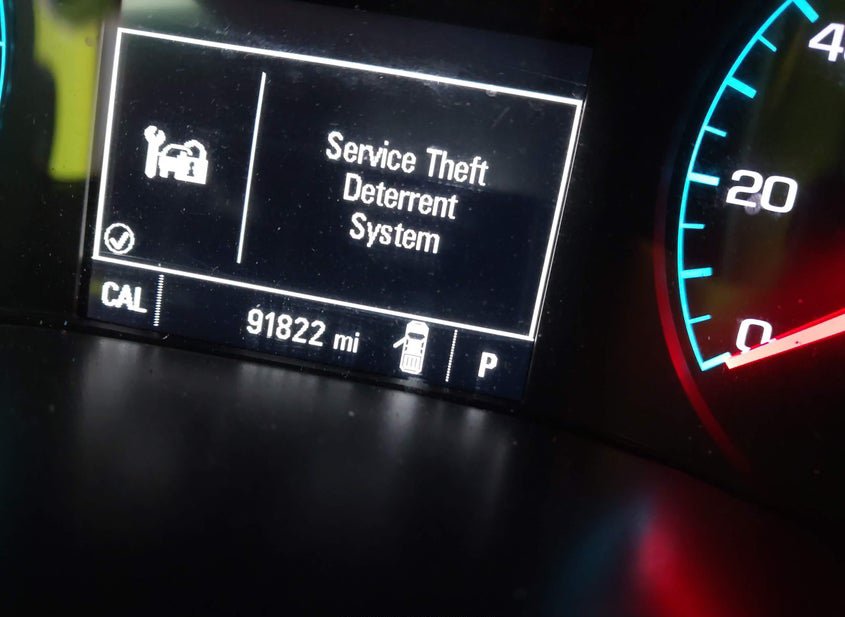 Service Theft
Deterrent
System
CAL
91822 mi
P
20
0